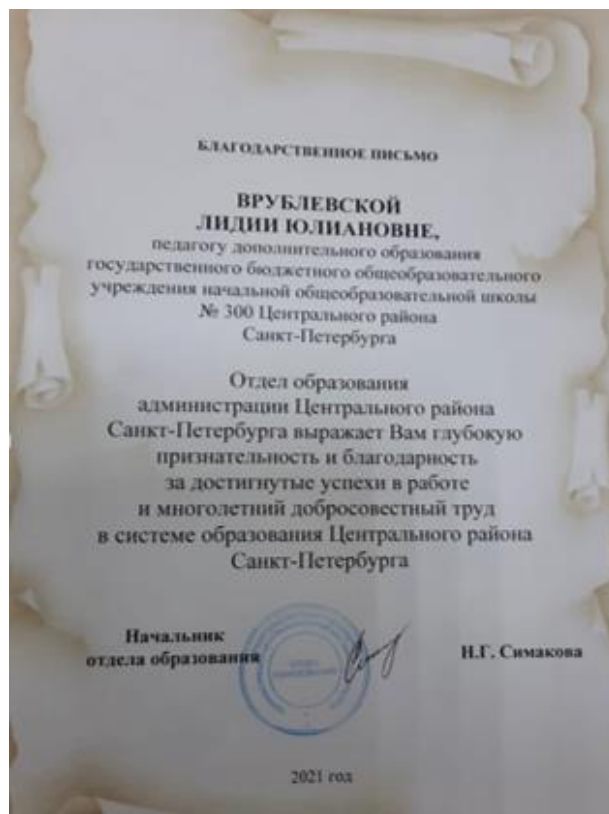 БЛАГОДАРСТВЕННОЕ ПИСЬМО
ВРУБЛЕВСКОЙ
ЛИДИИ ЮЛИАНОВНЕ,
педагогу дополнительного образования
государственного бюджетного общеобразовательного
учреждения начальной общеобразовательной школы
№ 300 Центрального района
Санкт-Петербурга
Отдел образования
администрации Центрального района
Санкт-Петербурга выражает Вам глубокую
признательность и благодарность
за достигнутые успехи в работе
и многолетний добросовестный труд
в системе образования Центрального района
Санкт-Петербурга
Начальник
отдела образования
Н.Г. Симакова
2021 год